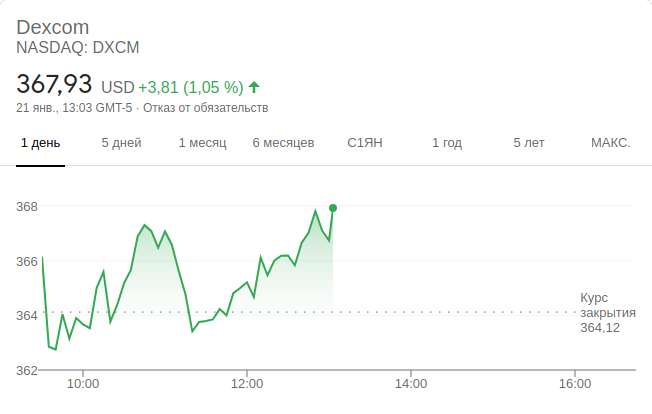 Dexcom
NASDAQ: DXCM
367,93 USD +3,81 (1,05 %)
21 янв., 13:03 GMT-5 · Отказ от обязательств
1 день 5 дней 1 месяц 6 месяцев С1ЯН 1 год 5 лет МАКС.
368
366
364
362
Курс
закрытия
364,12
10:00 12:00 14:00 16:00